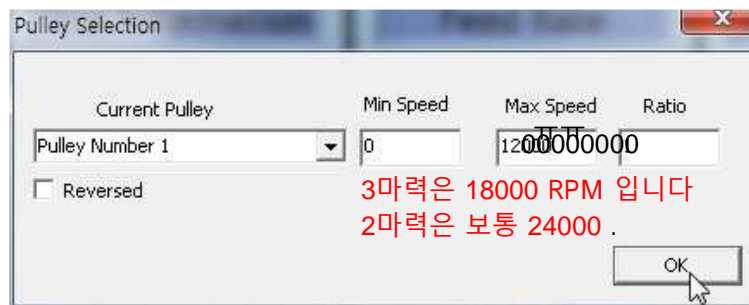 Pulley Selection
Current Pulley
Min Speed
Max Speed
Ratio
Pulley Number 1
0
Reversed
3마력은 18000 RPM 입니다
2마력은 보통 24000 .
OK